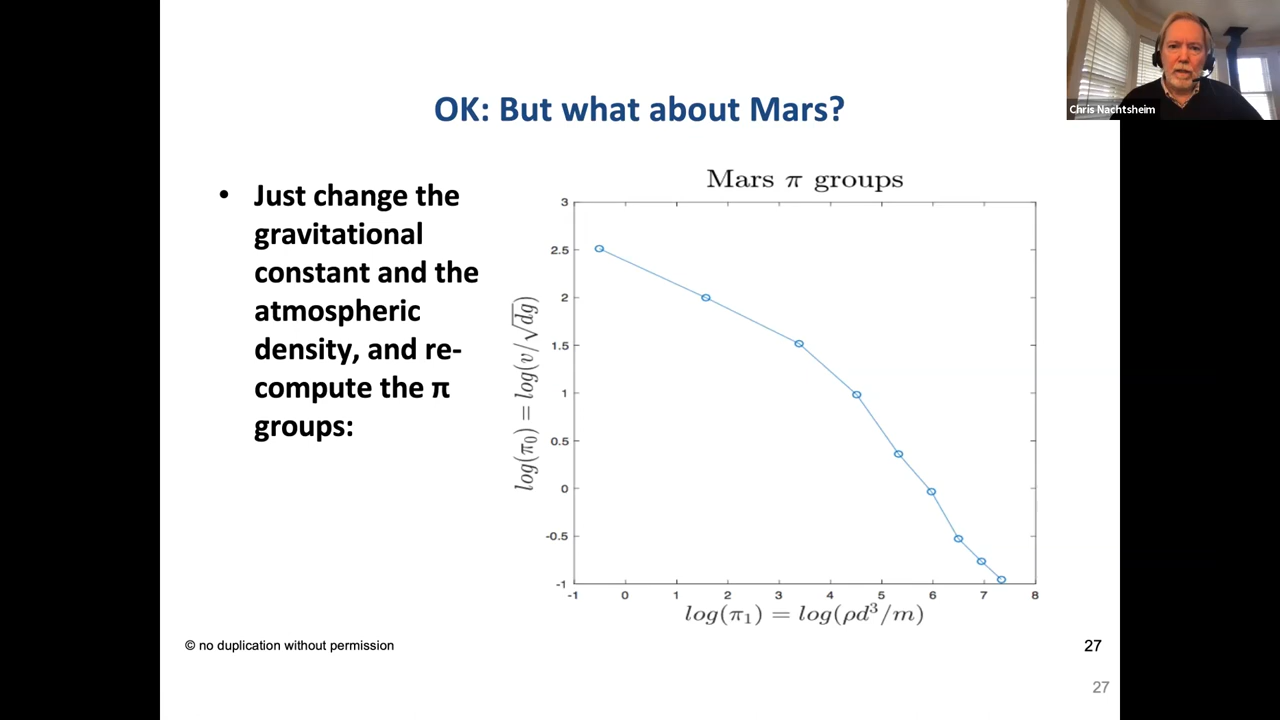 Chris Nachtsheim
OK: But what about Mars?
• Just change the
gravitational
constant and the
atmospheric
density, and re-
compute the π
groups:
Mars π groups
log(π₀) = log(v/√dg)
3
2.5
2
1.5
1
0.5
0
-0.5
-1
-1 0 1 2 3 4 5 6 7 8
log(π₁) = log(ρd³/m)
© no duplication without permission
27
27